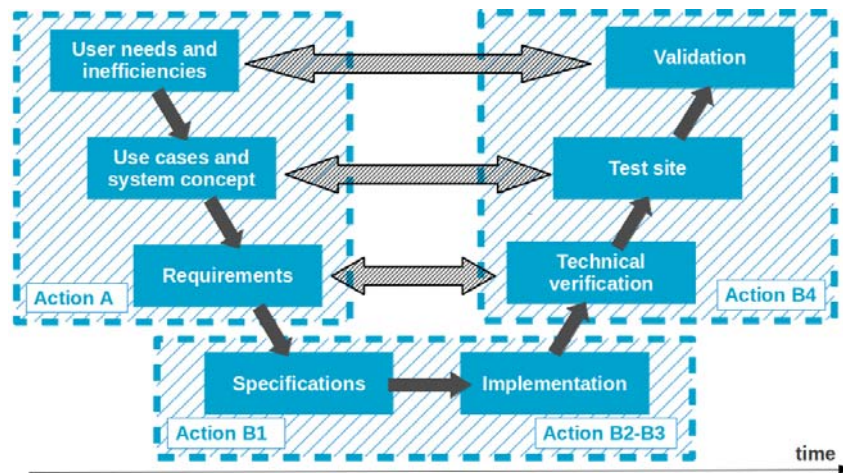 User needs and
inefficiencies
Validation
Use cases and
system concept
Test site
Requirements
Technical
verification
Action A
Action B4
Specifications
Implementation
Action B1
Action B2-B3
time